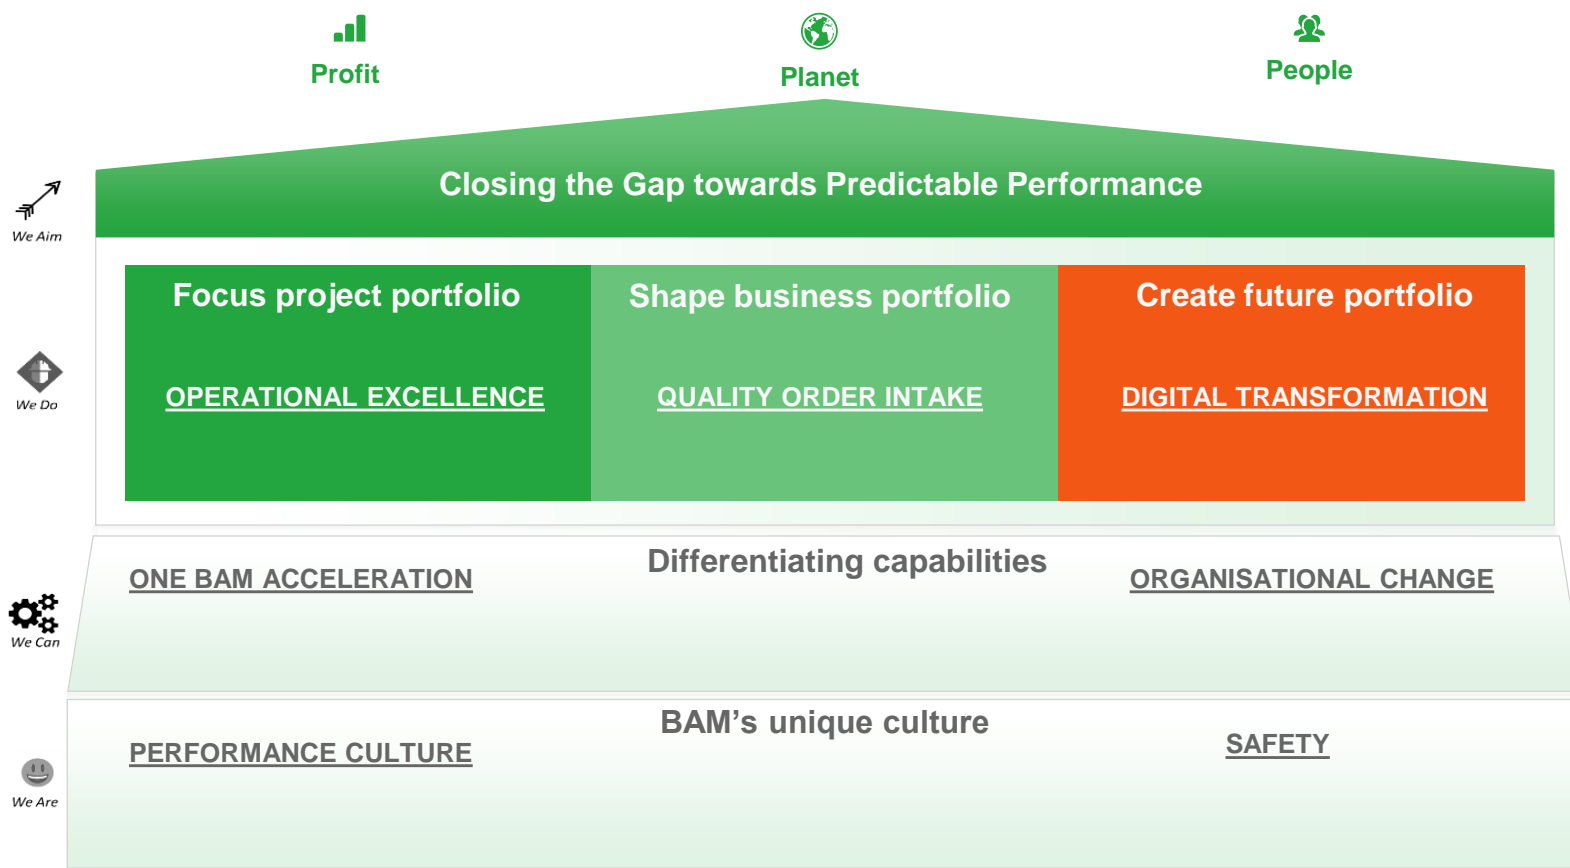 Profit
Planet
People
Closing the Gap towards Predictable Performance
We Aim
Focus project portfolio
Shape business portfolio
Create future portfolio
OPERATIONAL EXCELLENCE
QUALITY ORDER INTAKE
DIGITAL TRANSFORMATION
We Do
Differentiating capabilities
ONE BAM ACCELERATION
ORGANISATIONAL CHANGE
We Can
BAM’s unique culture
PERFORMANCE CULTURE
SAFETY
We Are